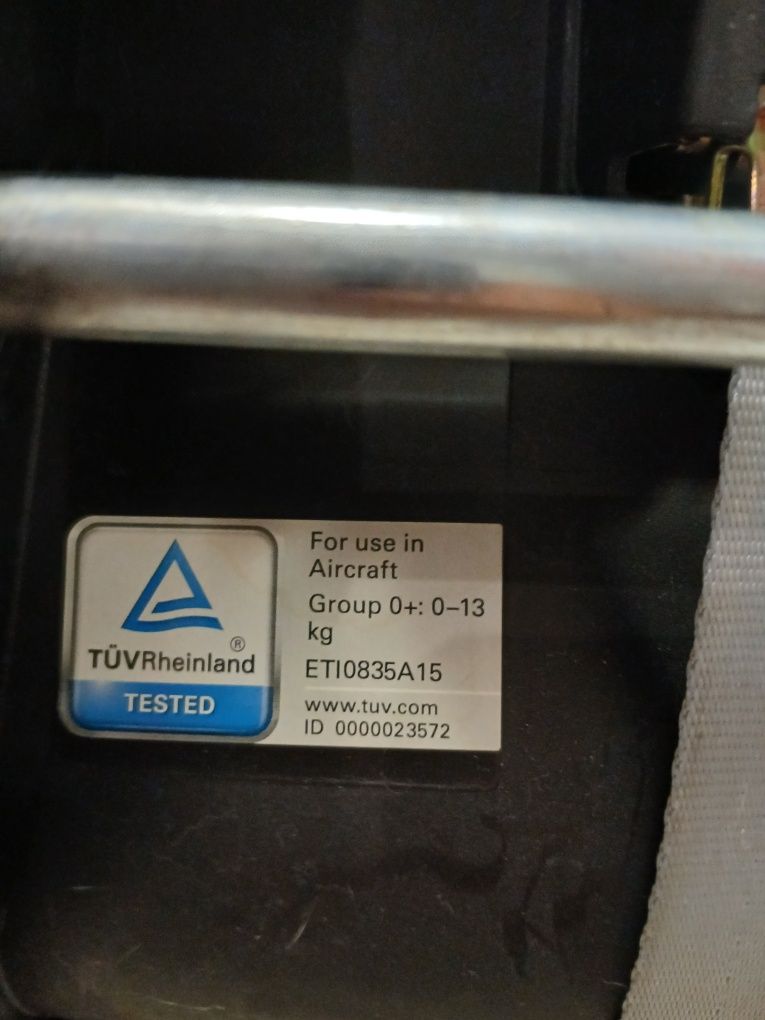 TÜVRheinland®
TESTED
For use in
Aircraft
Group 0+: 0–13
kg
ETI0835A15
www.tuv.com
ID 0000023572